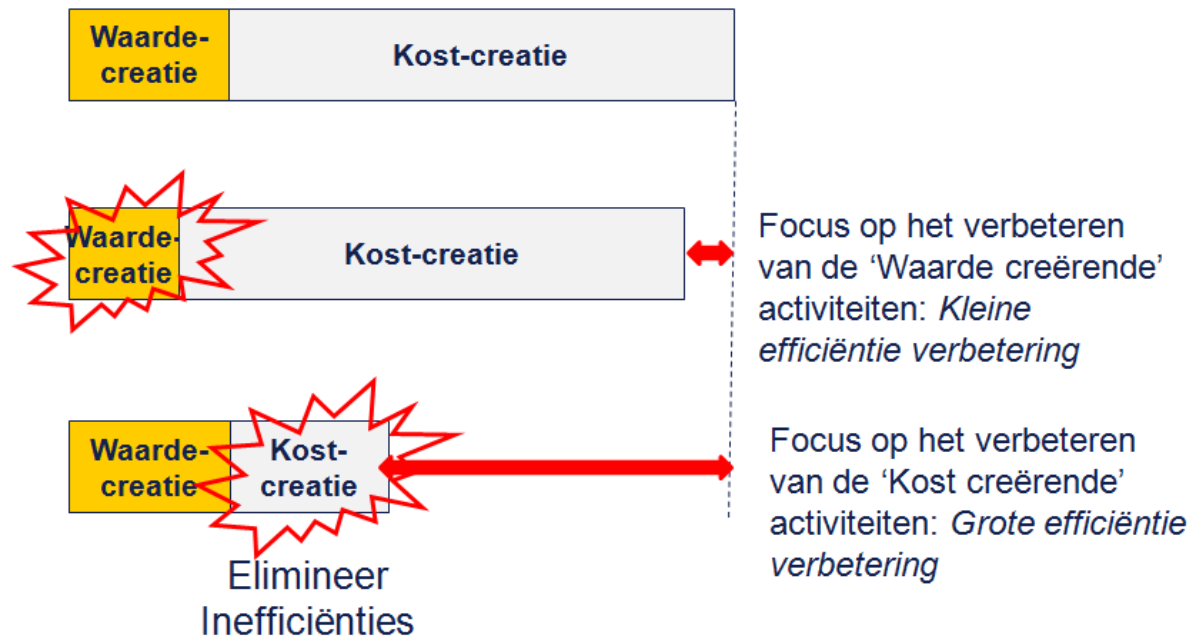 Waarde-
creatie
Kost-creatie
Waarde-
creatie
Kost-creatie
Focus op het verbeteren
van de ‘Waarde creërende’
activiteiten: Kleine
efficiëntie verbetering
Waarde-
creatie
Kost-
creatie
Focus op het verbeteren
van de ‘Kost creërende’
activiteiten: Grote efficiëntie
verbetering
Elimineer
Inefficiënties